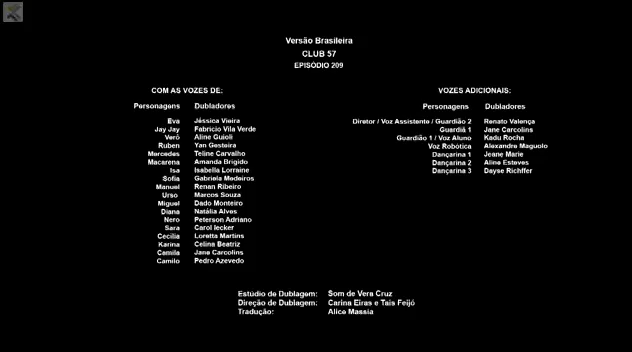 Versão Brasileira
CLUB 57
EPISÓDIO 209
COM AS VOZES DE:
Personagens Dubladores
Eva Jéssica Vieira
Jay Jay Fabrício Vila Verde
Verô Aline Guioli
Ruben Yan Gesteira
Mercedes Teline Carvalho
Macarena Amanda Brigido
Isa Isabella Lorraine
Sofia Gabriela Medeiros
Manuel Renan Ribeiro
Urso Marcos Souza
Miguel Dado Monteiro
Diana Natália Alves
Nero Peterson Adriano
Sara Carol Iecker
Cecília Loretta Martins
Karina Celina Beatriz
Camila Jane Carcolins
Camilo Pedro Azevedo
VOZES ADICIONAIS:
Personagens Dubladores
Diretor / Voz Assistente / Guardião 2 Renato Valença
Guardiã 1 Jane Carcolins
Guardião 1 / Voz Aluno Kadu Rocha
Voz Robótica Alexandre Maguolo
Dançarina 1 Jeane Marie
Dançarina 2 Aline Esteves
Dançarina 3 Dayse Richffer
Estúdio de Dublagem: Som de Vera Cruz
Direção de Dublagem: Carina Eiras e Tais Feijó
Tradução: Alice Massia